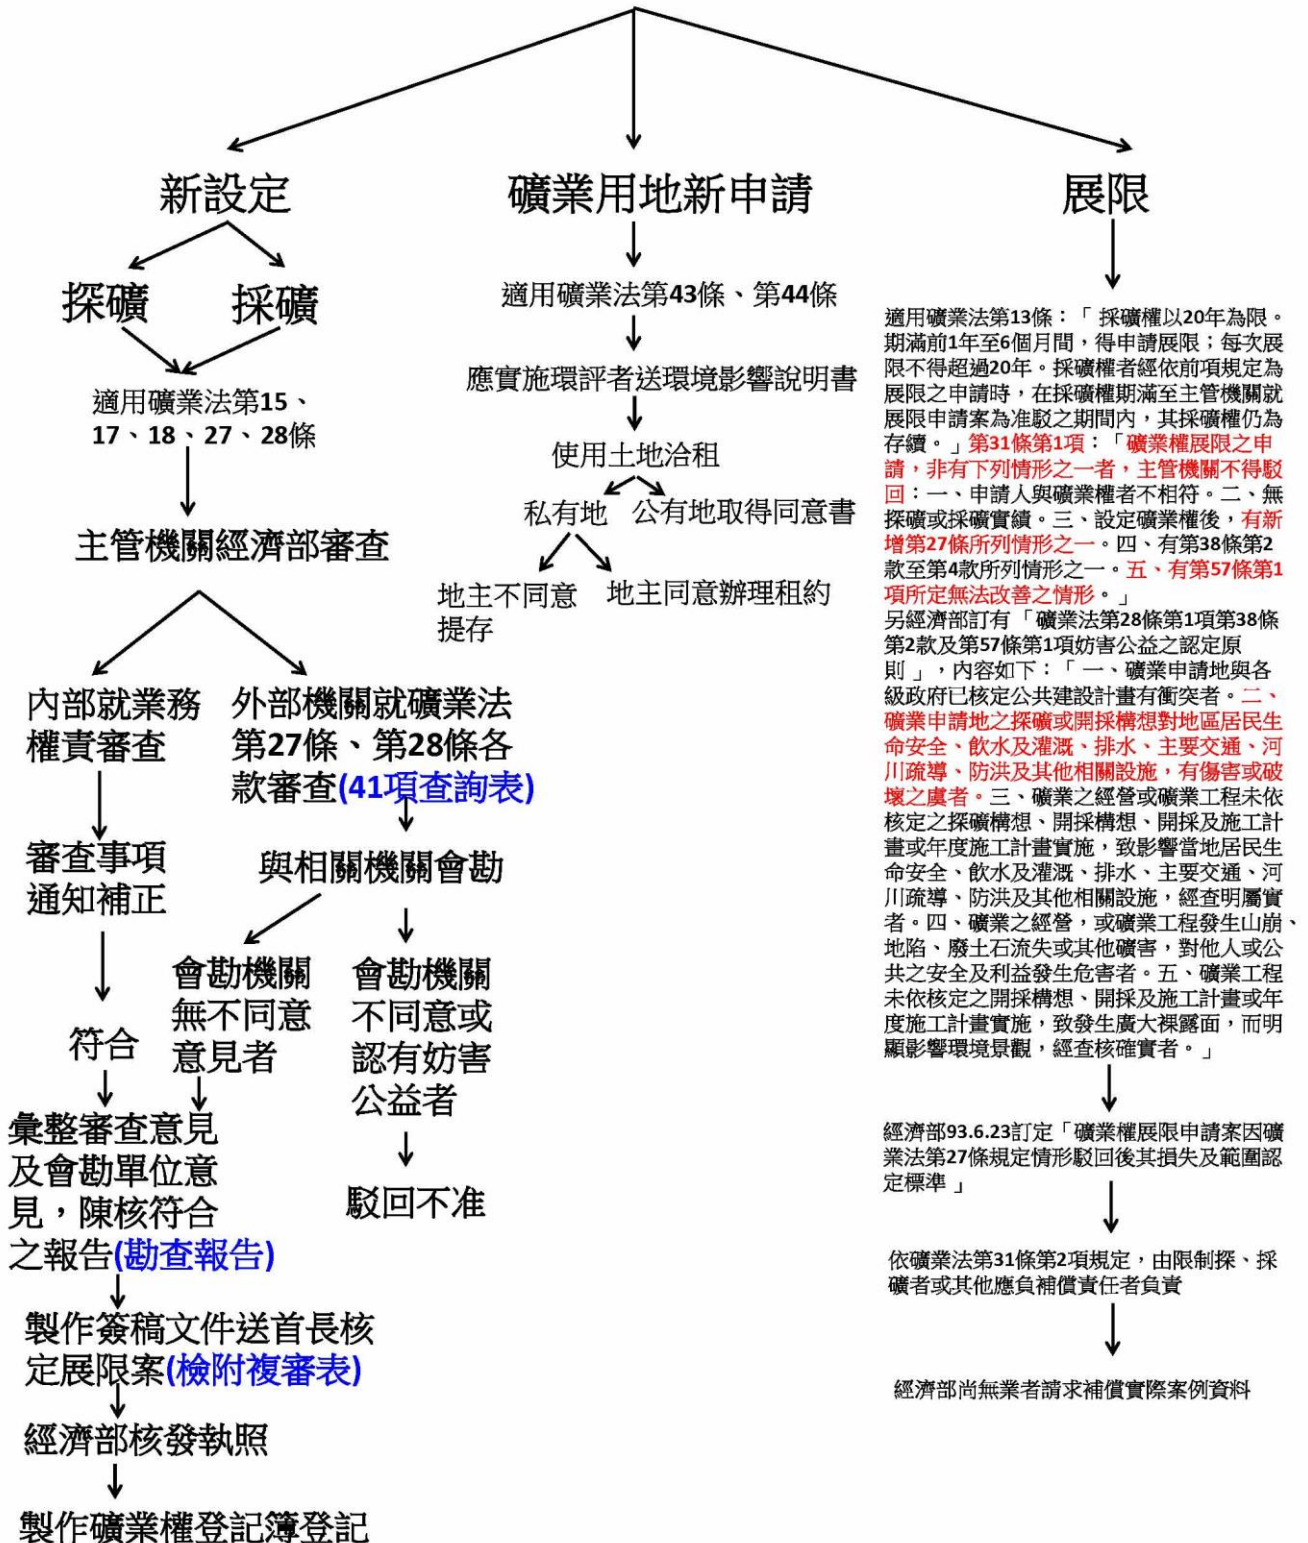 新設定
探礦
採礦
適用礦業法第15、
17、18、27、28條
主管機關經濟部審查
內部就業務
權責審查
審查事項
通知補正
符合
外部機關就礦業法
第27條、第28條各
款審查(41項查詢表)
與相關機關會勘
會勘機關
無不同意
意見者
會勘機關
不同意或
認有妨害
公益者
駁回不准
彙整審查意見
及會勘單位意
見，陳核符合
之報告(勘查報告)
製作簽稿文件送首長核
定展限案(檢附複審表)
經濟部核發執照
製作礦業權登記簿登記
礦業用地新申請
適用礦業法第43條、第44條
應實施環評者送環境影響說明書
使用土地洽租
私有地
公有地取得同意書
地主不同意
提存
地主同意辦理租約
展限
適用礦業法第13條：「 採礦權以20年為限。
期滿前1年至6個月間，得申請展限；每次展
限不得超過20年。採礦權者經依前項規定為
展限之申請時，在採礦權期滿至主管機關就
展限申請案為准駁之期間內，其採礦權仍為
存續。」第31條第1項：「礦業權展限之申
請，非有下列情形之一者，主管機關不得駁
回：一、申請人與礦業權者不相符。二、無
探礦或採礦實績。三、設定礦業權後，有新
增第27條所列情形之一。四、有第38條第2
款至第4款所列情形之一。五、有第57條第1
項所定無法改善之情形。」
另經濟部訂有「礦業法第28條第1項第38條
第2款及第57條第1項妨害公益之認定原
則 」，內容如下：「 一、礦業申請地與各
級政府已核定公共建設計畫有衝突者。二、
礦業申請地之探礦或開採構想對地區居民生
命安全、飲水及灌溉、排水、主要交通、河
川疏導、防洪及其他相關設施，有傷害或破
壞之虞者。三、礦業之經營或礦業工程未依
核定之探礦構想、開採構想、開採及施工計
畫或年度施工計畫實施，致影響當地居民生
命安全、飲水及灌溉、排水、主要交通、河
川疏導、防洪及其他相關設施，經查明屬實
者。四、礦業之經營，或礦業工程發生山崩、
地陷、廢土石流失或其他礦害，對他人或公
共之安全及利益發生危害者。五、礦業工程
未依核定之開採構想、開採及施工計畫或年
度施工計畫實施，致發生廣大裸露面，而明
顯影響環境景觀，經查核確實者。」
經濟部93.6.23訂定「礦業權展限申請案因礦
業法第27條規定情形駁回後其損失及範圍認
定標準 」
依礦業法第31條第2項規定，由限制探、採
礦者或其他應負補償責任者負責
經濟部尚無業者請求補償實際案例資料